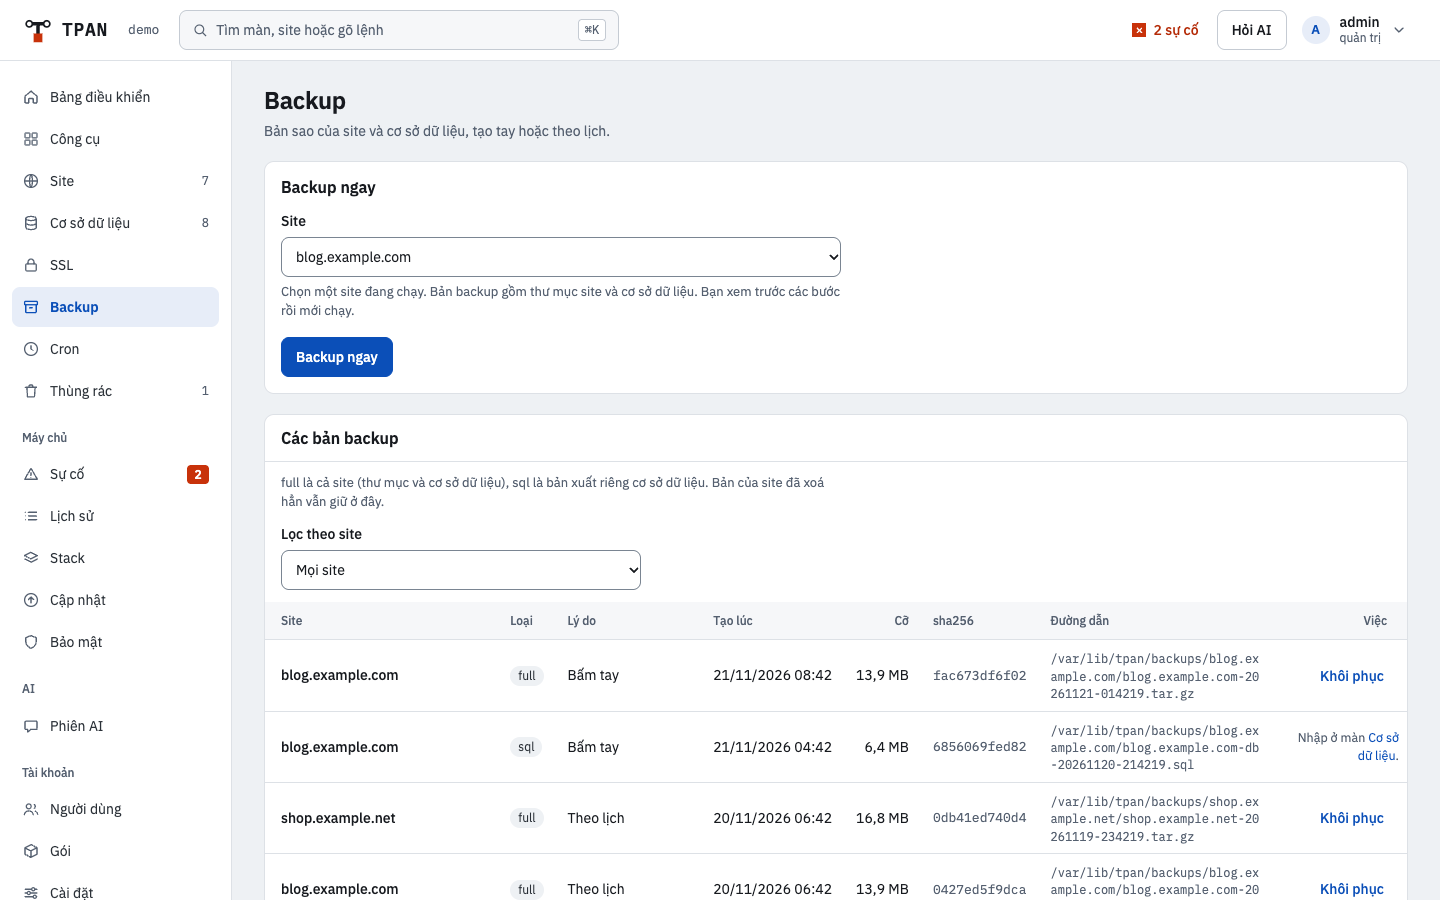 TPAN
demo
Tìm màn, site hoặc gõ lệnh
⌘K
2 sự cố
Hỏi AI
A
admin
quản trị
Bảng điều khiển
Công cụ
Site 7
Cơ sở dữ liệu 8
SSL
Backup
Cron
Thùng rác 1
Máy chủ
Sự cố 2
Lịch sử
Stack
Cập nhật
Bảo mật
AI
Phiên AI
Tài khoản
Người dùng
Gói
Cài đặt
Backup
Bản sao của site và cơ sở dữ liệu, tạo tay hoặc theo lịch.
Backup ngay
Site
blog.example.com
Chọn một site đang chạy. Bản backup gồm thư mục site và cơ sở dữ liệu. Bạn xem trước các bước
rồi mới chạy.
Backup ngay
Các bản backup
full là cả site (thư mục và cơ sở dữ liệu), sql là bản xuất riêng cơ sở dữ liệu. Bản của site đã xoá
hẳn vẫn giữ ở đây.
Lọc theo site
Mọi site
Site Loại Lý do Tạo lúc Cỡ sha256 Đường dẫn Việc
blog.example.com full Bấm tay 21/11/2026 08:42 13,9 MB fac673df6f02
/var/lib/tpan/backups/blog.ex
ample.com/blog.example.com-20
261121-014219.tar.gz
Khôi phục
blog.example.com sql Bấm tay 21/11/2026 04:42 6,4 MB 6856069fed82
/var/lib/tpan/backups/blog.ex
ample.com/blog.example.com-db
-20261120-214219.sql
Nhập ở màn Cơ sở
dữ liệu.
shop.example.net full Theo lịch 20/11/2026 06:42 16,8 MB 0db41ed740d4
/var/lib/tpan/backups/shop.ex
ample.net/shop.example.net-20
261119-234219.tar.gz
Khôi phục
blog.example.com full Theo lịch 20/11/2026 06:42 13,9 MB 0427ed5f9dca
/var/lib/tpan/backups/blog.ex
ample.com/blog.example.com-20
Khôi phục